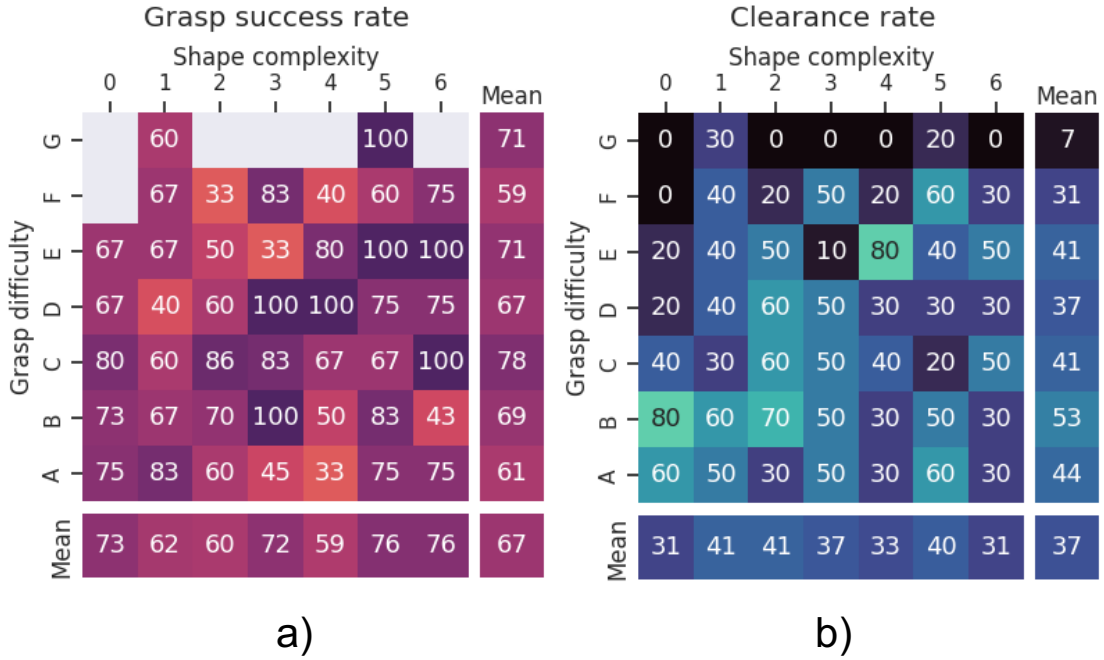 Grasp success rate
Shape complexity
0 1 2 3 4 5 6 Mean
Grasp difficulty
G 60 100 71
F 67 33 83 40 60 75 59
E 67 67 50 33 80 100 100 71
D 67 40 60 100 100 75 75 67
C 80 60 86 83 67 67 100 78
B 73 67 70 100 50 83 43 69
A 75 83 60 45 33 75 75 61
Mean 73 62 60 72 59 76 76 67
a)
Clearance rate
Shape complexity
0 1 2 3 4 5 6 Mean
Grasp difficulty
G 0 30 0 0 0 20 0 7
F 0 40 20 50 20 60 30 31
E 20 40 50 10 80 40 50 41
D 20 40 60 50 30 30 30 37
C 40 30 60 50 40 20 50 41
B 80 60 70 50 30 50 30 53
A 60 50 30 50 30 60 30 44
Mean 31 41 41 37 33 40 31 37
b)